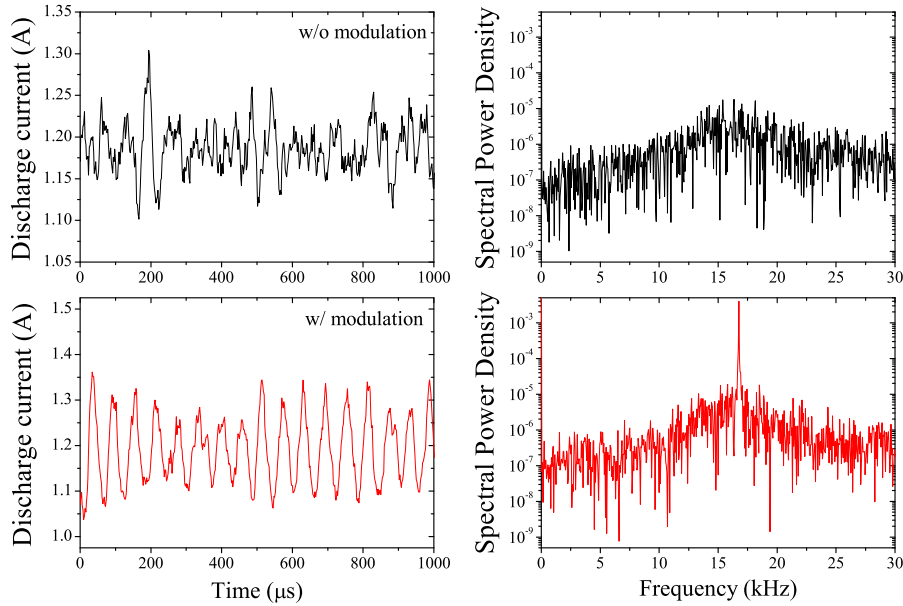 Discharge current (A)
1.35
1.30
1.25
1.20
1.15
1.10
1.05
w/o modulation
0 200 400 600 800 1000
Spectral Power Density
10⁻³
10⁻⁴
10⁻⁵
10⁻⁶
10⁻⁷
10⁻⁸
10⁻⁹
0 5 10 15 20 25 30
Discharge current (A)
1.5
1.4
1.3
1.2
1.1
1.0
w/ modulation
0 200 400 600 800 1000
Time (μs)
Spectral Power Density
10⁻³
10⁻⁴
10⁻⁵
10⁻⁶
10⁻⁷
10⁻⁸
10⁻⁹
0 5 10 15 20 25 30
Frequency (kHz)